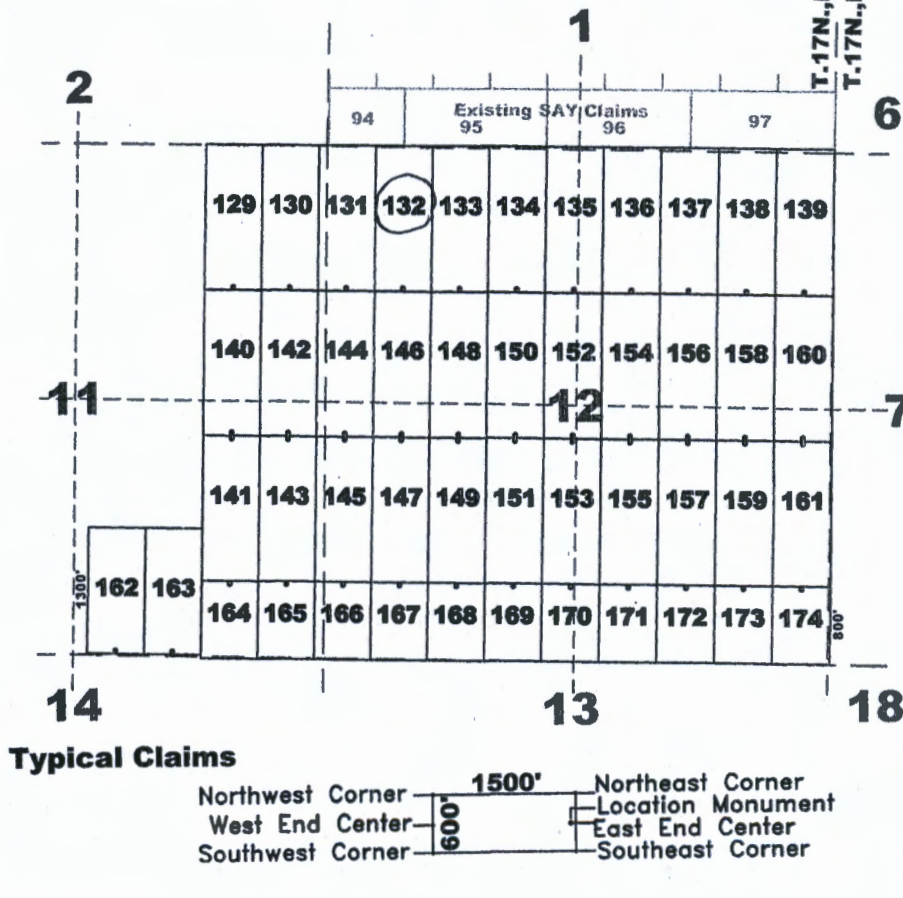 T.17N.,
T.17N.,
1
2
6
94
Existing SAY Claims
95
96
97
129 130 131 132 133 134 135 136 137 138 139
140 142 144 146 148 150 152 154 156 158 160
11
12
7
141 143 145 147 149 151 153 155 157 159 161
1300'
162 163
164 165 166 167 168 169 170 171 172 173 174
800'
14
13
18
Typical Claims
1500'
600'
Northwest Corner
West End Center
Southwest Corner
Northeast Corner
Location Monument
East End Center
Southeast Corner